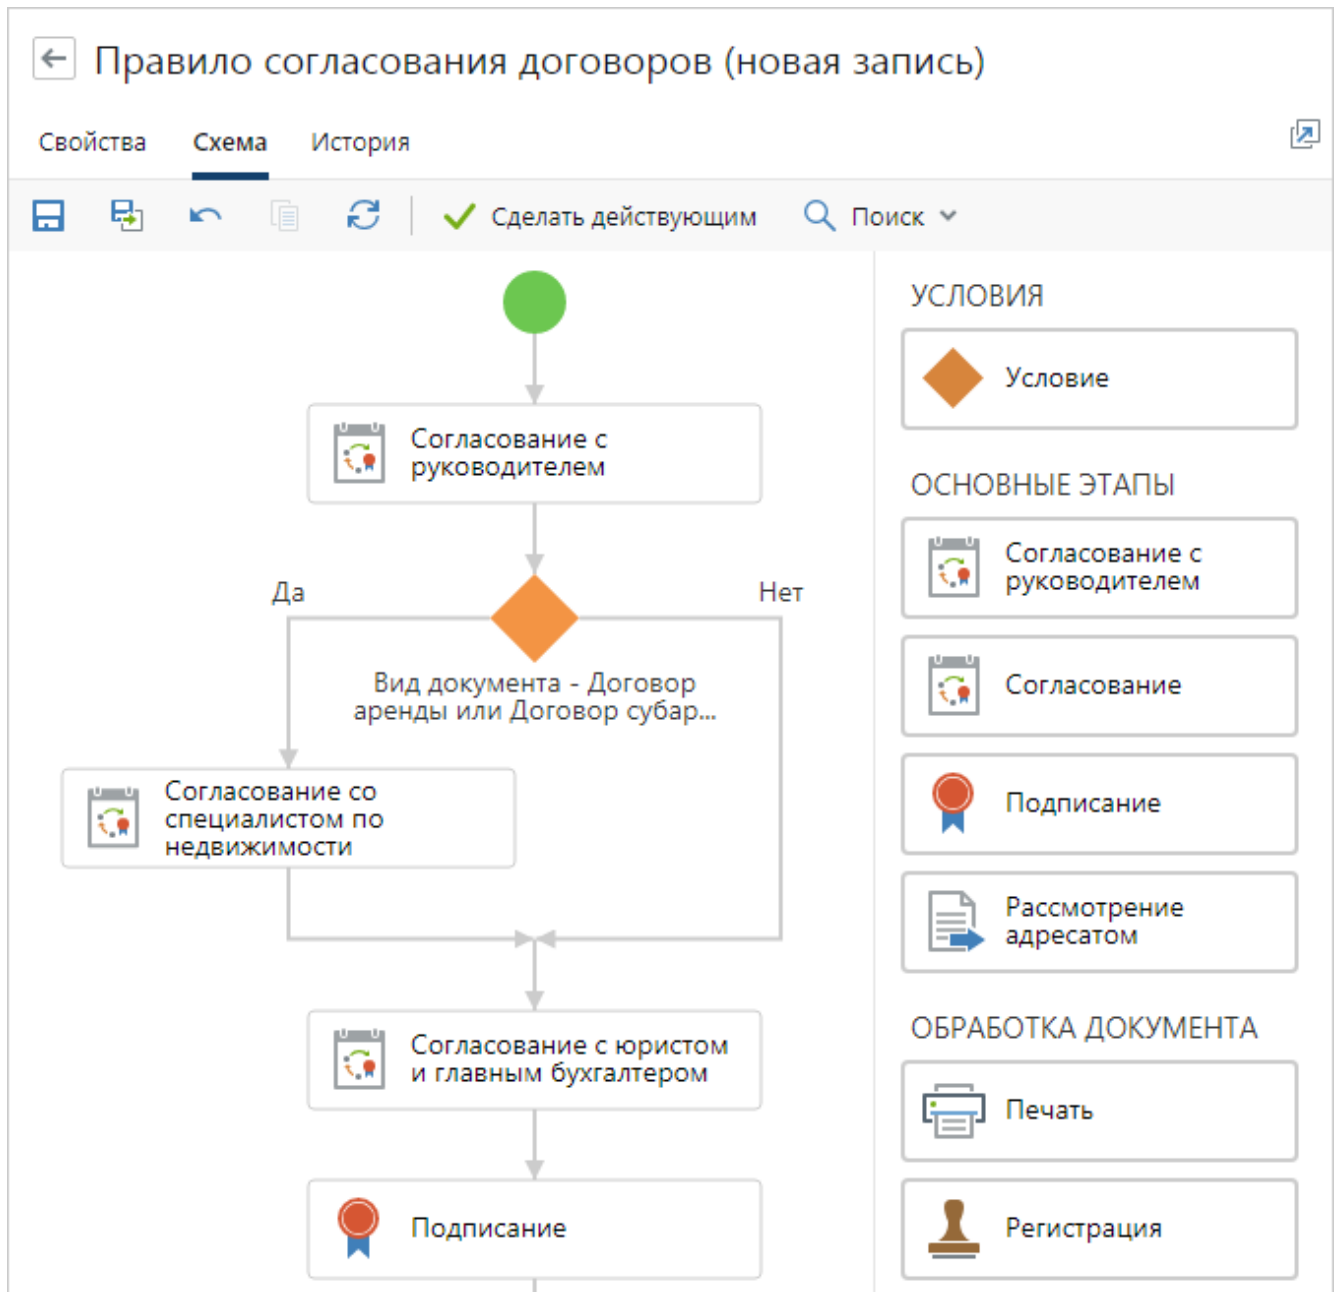 Правило согласования договоров (новая запись)
Свойства
Схема
История
Сделать действующим
Поиск
Согласование с
руководителем
Да
Нет
Вид документа - Договор
аренды или Договор субар...
Согласование со
специалистом по
недвижимости
Согласование с юристом
и главным бухгалтером
Подписание
УСЛОВИЯ
Условие
ОСНОВНЫЕ ЭТАПЫ
Согласование с
руководителем
Согласование
Подписание
Рассмотрение
адресатом
ОБРАБОТКА ДОКУМЕНТА
Печать
Регистрация